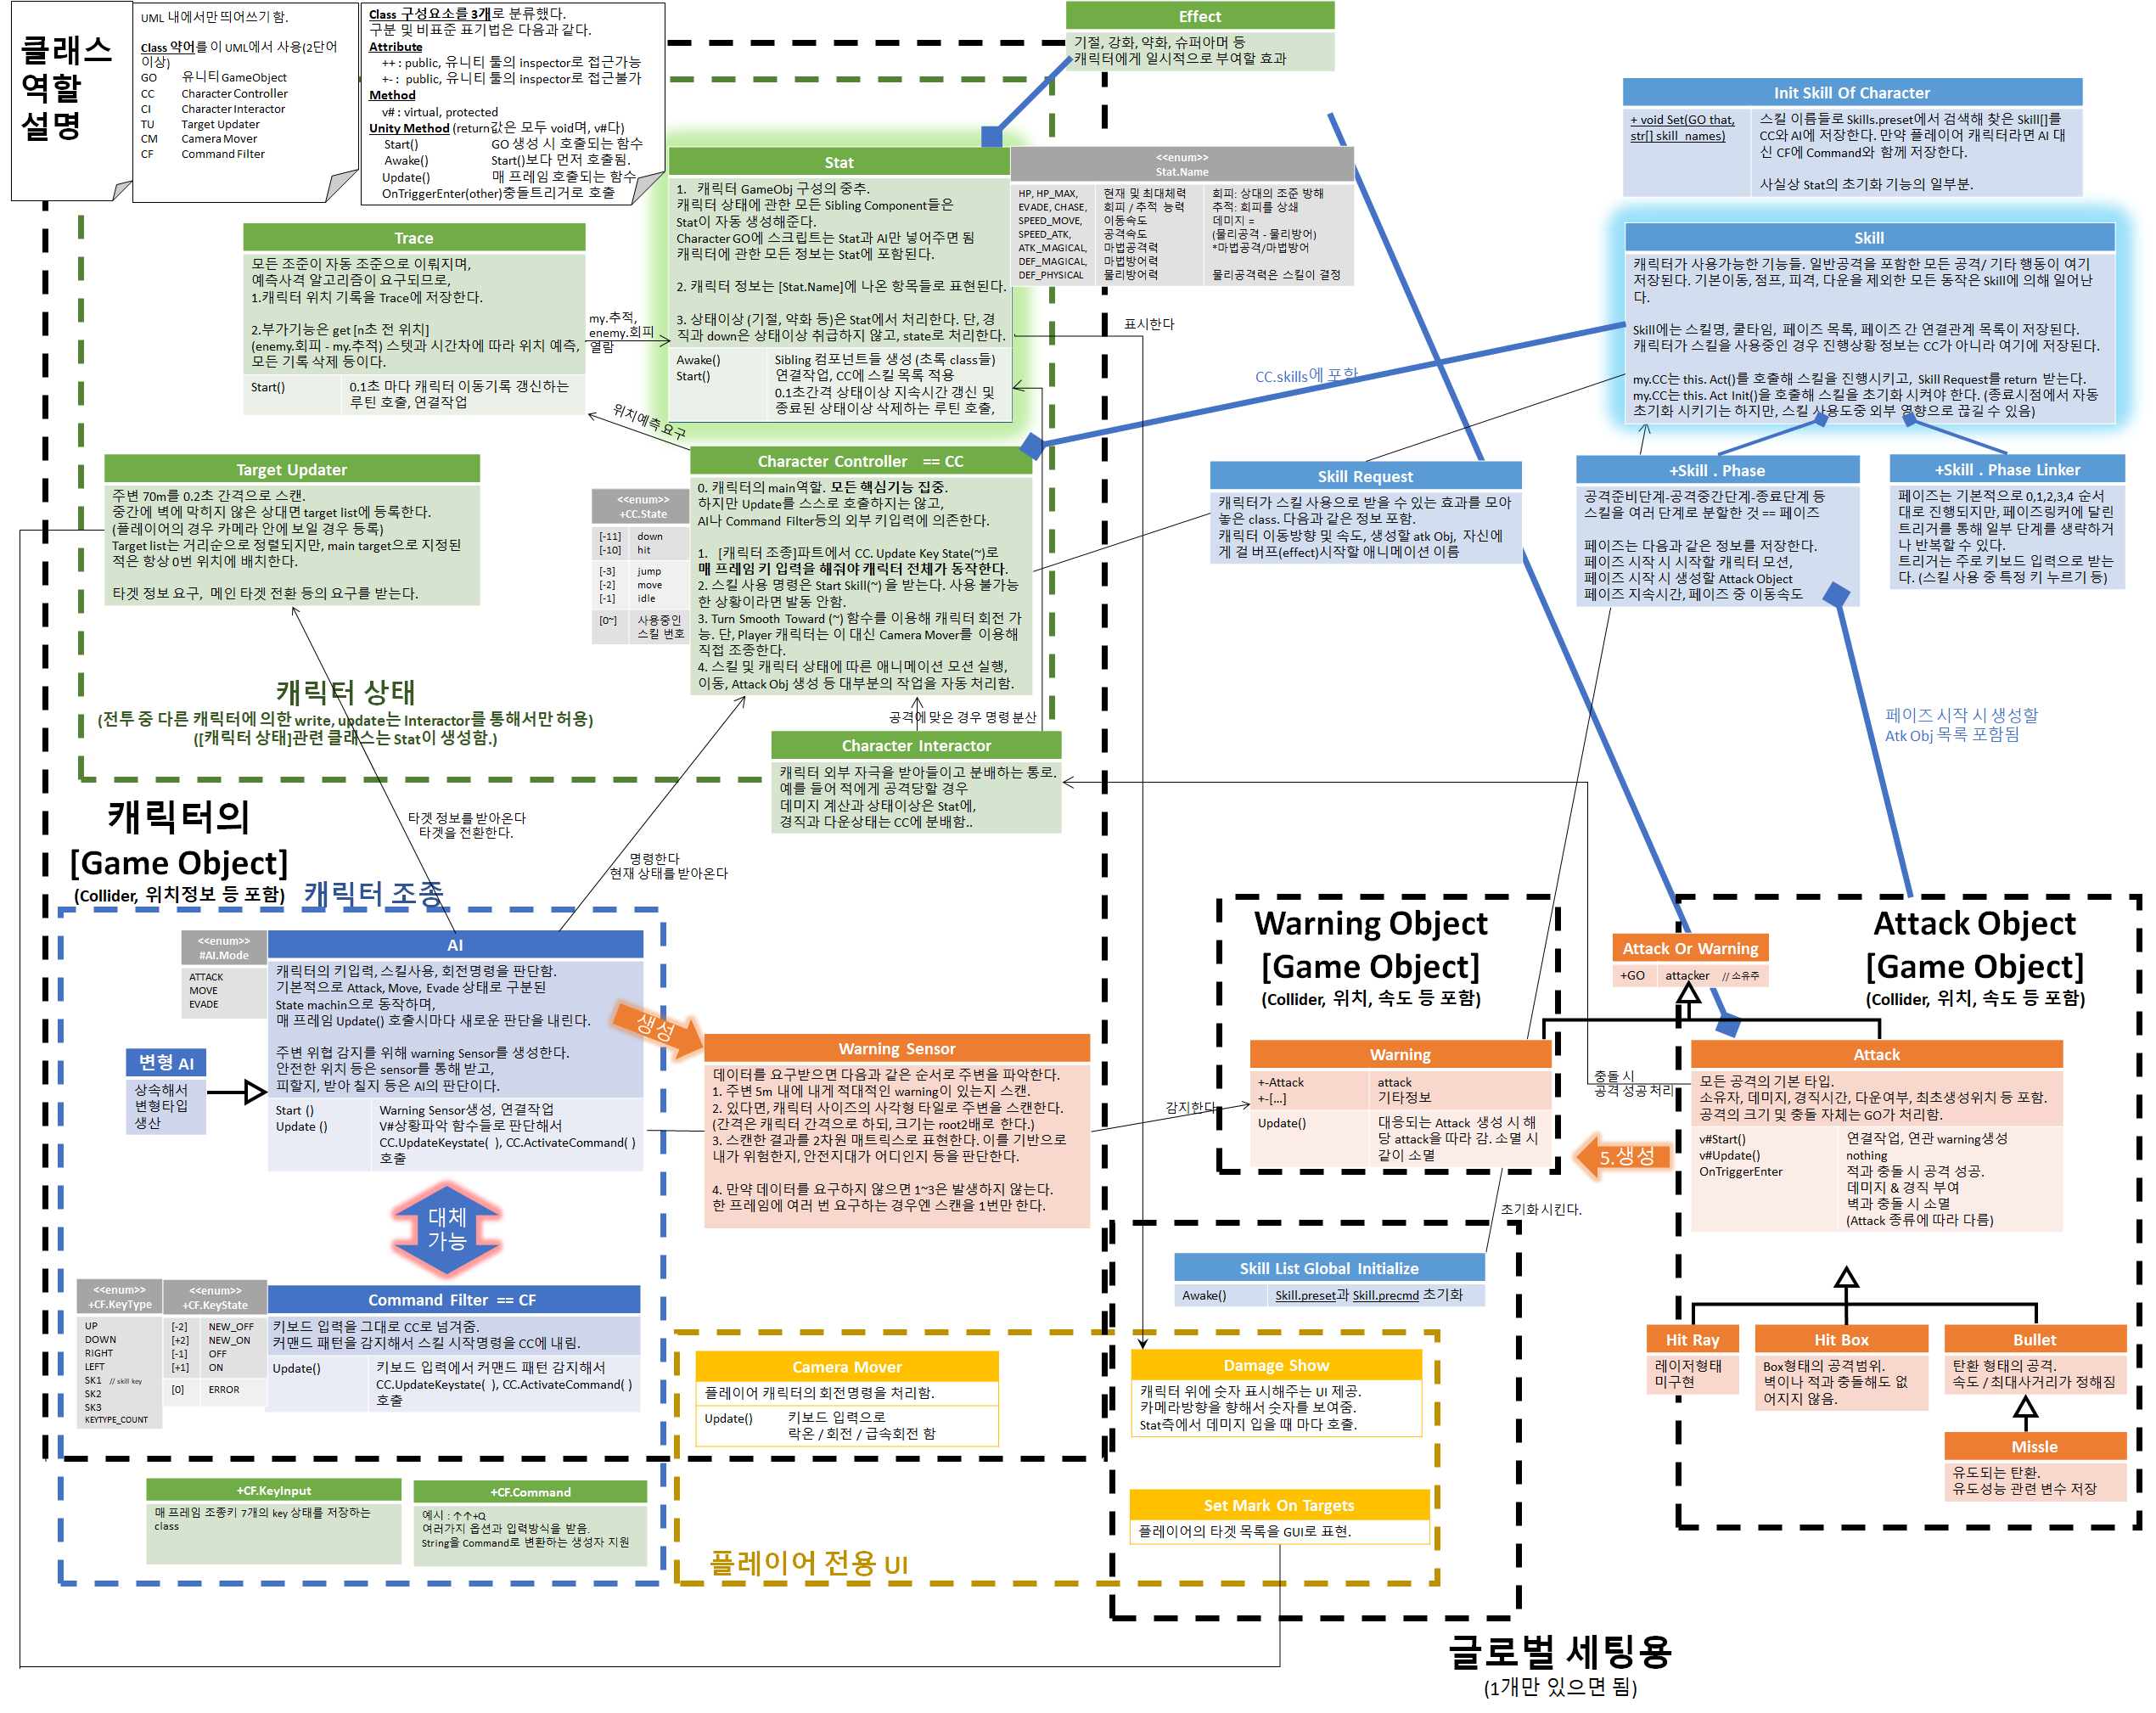 클래스
역할
설명
UML 내에서만 띄어쓰기 함.
Class 약어를 이 UML에서 사용(2단어
이상)
GO 유니티 GameObject
CC Character Controller
CI Character Interactor
TU Target Updater
CM Camera Mover
CF Command Filter
Class 구성요소를 3개로 분류했다.
구분 및 비표준 표기법은 다음과 같다.
Attribute
++ : public, 유니티 툴의 inspector로 접근가능
+- : public, 유니티 툴의 inspector로 접근불가
Method
v# : virtual, protected
Unity Method (return값은 모두 void며, v#다)
Start() GO 생성 시 호출되는 함수
Awake() Start()보다 먼저 호출됨.
Update() 매 프레임 호출되는 함수
OnTriggerEnter(other)충돌트리거로 호출
Effect
기절, 강화, 약화, 슈퍼아머 등
캐릭터에게 일시적으로 부여할 효과
Init Skill Of Character
+ void Set(GO that,
str[] skill_names)
스킬 이름들로 Skills.preset에서 검색해 찾은 Skill[]를
CC와 AI에 저장한다. 만약 플레이어 캐릭터라면 AI 대
신 CF에 Command와 함께 저장한다.
사실상 Stat의 초기화 기능의 일부분.
Stat
1. 캐릭터 GameObj 구성의 중추.
캐릭터 상태에 관한 모든 Sibling Component들은
Stat이 자동 생성해준다.
Character GO에 스크립트는 Stat과 AI만 넣어주면 됨
캐릭터에 관한 모든 정보는 Stat에 포함된다.
2. 캐릭터 정보는 [Stat.Name]에 나온 항목들로 표현된다.
3. 상태이상 (기절, 약화 등)은 Stat에서 처리한다. 단, 경
직과 down은 상태이상 취급하지 않고, state로 처리한다.
Awake() Sibling 컴포넌트들 생성 (초록 class들)
Start() 연결작업, CC에 스킬 목록 적용
0.1초간격 상태이상 지속시간 갱신 및
종료된 상태이상 삭제하는 루틴 호출,
<<enum>>
Stat.Name
HP, HP_MAX, 현재 및 최대체력 회피: 상대의 조준 방해
EVADE, CHASE, 회피 / 추적 능력 추적: 회피를 상쇄
SPEED_MOVE, 이동속도 데미지 =
SPEED_ATK, 공격속도 (물리공격 - 물리방어)
ATK_MAGICAL, 마법공격력 *마법공격/마법방어
DEF_MAGICAL, 마법방어력
DEF_PHYSICAL 물리방어력 물리공격력은 스킬이 결정
Trace
모든 조준이 자동 조준으로 이뤄지며,
예측사격 알고리즘이 요구되므로,
1.캐릭터 위치 기록을 Trace에 저장한다.
2.부가기능은 get [n초 전 위치]
(enemy.회피 - my.추적) 스텟과 시간차에 따라 위치 예측,
모든 기록 삭제 등이다.
Start() 0.1초 마다 캐릭터 이동기록 갱신하는
루틴 호출, 연결작업
my.추적,
enemy.회피
열람
표시한다
위치예측 요구
CC.skills에 포함
Skill
캐릭터가 사용가능한 기능들. 일반공격을 포함한 모든 공격/ 기타 행동이 여기
저장된다. 기본이동, 점프, 피격, 다운을 제외한 모든 동작은 Skill에 의해 일어난
다.
Skill에는 스킬명, 쿨타임, 페이즈 목록, 페이즈 간 연결관계 목록이 저장된다.
캐릭터가 스킬을 사용중인 경우 진행상황 정보는 CC가 아니라 여기에 저장된다.
my.CC는 this. Act()를 호출해 스킬을 진행시키고, Skill Request를 return 받는다.
my.CC는 this. Act Init()을 호출해 스킬을 초기화 시켜야 한다. (종료시점에서 자동
초기화 시키기는 하지만, 스킬 사용도중 외부 영향으로 끊길 수 있음)
Target Updater
주변 70m를 0.2초 간격으로 스캔.
중간에 벽에 막히지 않은 상대면 target list에 등록한다.
(플레이어의 경우 카메라 안에 보일 경우 등록)
Target list는 거리순으로 정렬되지만, main target으로 지정된
적은 항상 0번 위치에 배치한다.
타겟 정보 요구, 메인 타겟 전환 등의 요구를 받는다.
<<enum>>
+CC.State
[-11] down
[-10] hit
[-3] jump
[-2] move
[-1] idle
[0~] 사용중인
스킬 번호
Character Controller == CC
0. 캐릭터의 main역할. 모든 핵심기능 집중.
하지만 Update를 스스로 호출하지는 않고,
AI나 Command Filter등의 외부 키입력에 의존한다.
1. [캐릭터 조종]파트에서 CC. Update Key State(~)로
매 프레임 키 입력을 해줘야 캐릭터 전체가 동작한다.
2. 스킬 사용 명령은 Start Skill(~) 을 받는다. 사용 불가능
한 상황이라면 발동 안함.
3. Turn Smooth Toward (~) 함수를 이용해 캐릭터 회전 가
능. 단, Player 캐릭터는 이 대신 Camera Mover를 이용해
직접 조종한다.
4. 스킬 및 캐릭터 상태에 따른 애니메이션 모션 실행,
이동, Attack Obj 생성 등 대부분의 작업을 자동 처리함.
Skill Request
캐릭터가 스킬 사용으로 받을 수 있는 효과를 모아
놓은 class. 다음과 같은 정보 포함.
캐릭터 이동방향 및 속도, 생성할 atk Obj, 자신에
게 걸 버프(effect)시작할 애니메이션 이름
+Skill . Phase
공격준비단계-공격중간단계-종료단계 등
스킬을 여러 단계로 분할한 것 == 페이즈
페이즈는 다음과 같은 정보를 저장한다.
페이즈 시작 시 시작할 캐릭터 모션,
페이즈 시작 시 생성할 Attack Object
페이즈 지속시간, 페이즈 중 이동속도
+Skill . Phase Linker
페이즈는 기본적으로 0,1,2,3,4 순서
대로 진행되지만, 페이즈링커에 달린
트리거를 통해 일부 단계를 생략하거
나 반복할 수 있다.
트리거는 주로 키보드 입력으로 받는
다. (스킬 사용 중 특정 키 누르기 등)
캐릭터 상태
(전투 중 다른 캐릭터에 의한 write, update는 Interactor를 통해서만 허용)
([캐릭터 상태]관련 클래스는 Stat이 생성함.)
공격에 맞은 경우 명령 분산
페이즈 시작 시 생성할
Atk Obj 목록 포함됨
Character Interactor
캐릭터 외부 자극을 받아들이고 분배하는 통로.
예를 들어 적에게 공격당할 경우
데미지 계산과 상태이상은 Stat에,
경직과 다운상태는 CC에 분배함..
캐릭터의
[Game Object]
(Collider, 위치정보 등 포함)
타겟 정보를 받아온다
타겟을 전환한다.
명령한다
현재 상태를 받아온다
캐릭터 조종
<<enum>>
#AI.Mode
ATTACK
MOVE
EVADE
AI
캐릭터의 키입력, 스킬사용, 회전명령을 판단함.
기본적으로 Attack, Move, Evade 상태로 구분된
State machin으로 동작하며,
매 프레임 Update() 호출시마다 새로운 판단을 내린다.
주변 위협 감지를 위해 warning Sensor를 생성한다.
안전한 위치 등은 sensor를 통해 받고,
피할지, 받아 칠지 등은 AI의 판단이다.
Start () Warning Sensor생성, 연결작업
Update () V#상황파악 함수들로 판단해서
CC.UpdateKeystate( ), CC.ActivateCommand( )
호출
변형 AI
상속해서
변형타입
생산
생성
Warning Sensor
데이터를 요구받으면 다음과 같은 순서로 주변을 파악한다.
1. 주변 5m 내에 내게 적대적인 warning이 있는지 스캔.
2. 있다면, 캐릭터 사이즈의 사각형 타일로 주변을 스캔한다.
(간격은 캐릭터 간격으로 하되, 크기는 root2배로 한다.)
3. 스캔한 결과를 2차원 매트릭스로 표현한다. 이를 기반으로
내가 위험한지, 안전지대가 어디인지 등을 판단한다.
4. 만약 데이터를 요구하지 않으면 1~3은 발생하지 않는다.
한 프레임에 여러 번 요구하는 경우엔 스캔을 1번만 한다.
감지한다
Warning Object
[Game Object]
(Collider, 위치, 속도 등 포함)
Warning
+-Attack attack
+-[...] 기타정보
Update() 대응되는 Attack 생성 시 해
당 attack을 따라 감. 소멸 시
같이 소멸
Attack Or Warning
+GO attacker // 소유주
Attack Object
[Game Object]
(Collider, 위치, 속도 등 포함)
충돌 시
공격 성공 처리
Attack
모든 공격의 기본 타입.
소유자, 데미지, 경직시간, 다운여부, 최초생성위치 등 포함.
공격의 크기 및 충돌 자체는 GO가 처리함.
v#Start() 연결작업, 연관 warning생성
v#Update() nothing
OnTriggerEnter 적과 충돌 시 공격 성공.
데미지 & 경직 부여
벽과 충돌 시 소멸
(Attack 종류에 따라 다름)
5.생성
초기화 시킨다.
대체
가능
<<enum>>
+CF.KeyType
UP
DOWN
RIGHT
LEFT
SK1 // skill key
SK2
SK3
KEYTYPE_COUNT
<<enum>>
+CF.KeyState
[-2] NEW_OFF
[+2] NEW_ON
[-1] OFF
[+1] ON
[0] ERROR
Command Filter == CF
키보드 입력을 그대로 CC로 넘겨줌.
커맨드 패턴을 감지해서 스킬 시작명령을 CC에 내림.
Update() 키보드 입력에서 커맨드 패턴 감지해서
CC.UpdateKeystate( ), CC.ActivateCommand( )
호출
Skill List Global Initialize
Awake() Skill.preset과 Skill.precmd 초기화
Camera Mover
플레이어 캐릭터의 회전명령을 처리함.
Update() 키보드 입력으로
락온 / 회전 / 급속회전 함
Damage Show
캐릭터 위에 숫자 표시해주는 UI 제공.
카메라방향을 향해서 숫자를 보여줌.
Stat측에서 데미지 입을 때 마다 호출.
Hit Ray
레이저형태
미구현
Hit Box
Box형태의 공격범위.
벽이나 적과 충돌해도 없
어지지 않음.
Bullet
탄환 형태의 공격.
속도 / 최대사거리가 정해짐
Missle
유도되는 탄환.
유도성능 관련 변수 저장
+CF.KeyInput
매 프레임 조종키 7개의 key 상태를 저장하는
class
+CF.Command
예시 : ↑↑+Q
여러가지 옵션과 입력방식을 받음.
String을 Command로 변환하는 생성자 지원
Set Mark On Targets
플레이어의 타겟 목록을 GUI로 표현.
플레이어 전용 UI
글로벌 세팅용
(1개만 있으면 됨)